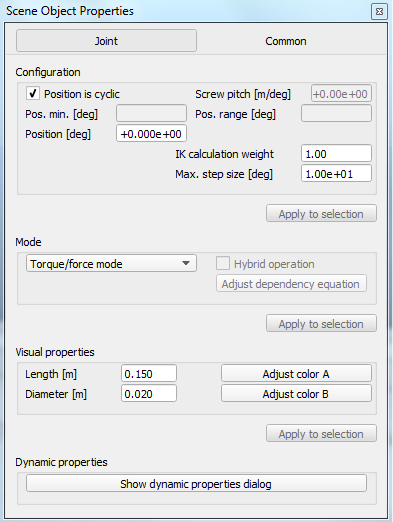 Scene Object Properties
Joint Common
Configuration
Position is cyclic Screw pitch [m/deg] +0.00e+00
Pos. min. [deg] Pos. range [deg]
Position [deg] +0.000e+00
IK calculation weight 1.00
Max. step size [deg] 1.00e+01
Apply to selection
Mode
Torque/force mode Hybrid operation
Adjust dependency equation
Apply to selection
Visual properties
Length [m] 0.150 Adjust color A
Diameter [m] 0.020 Adjust color B
Apply to selection
Dynamic properties
Show dynamic properties dialog